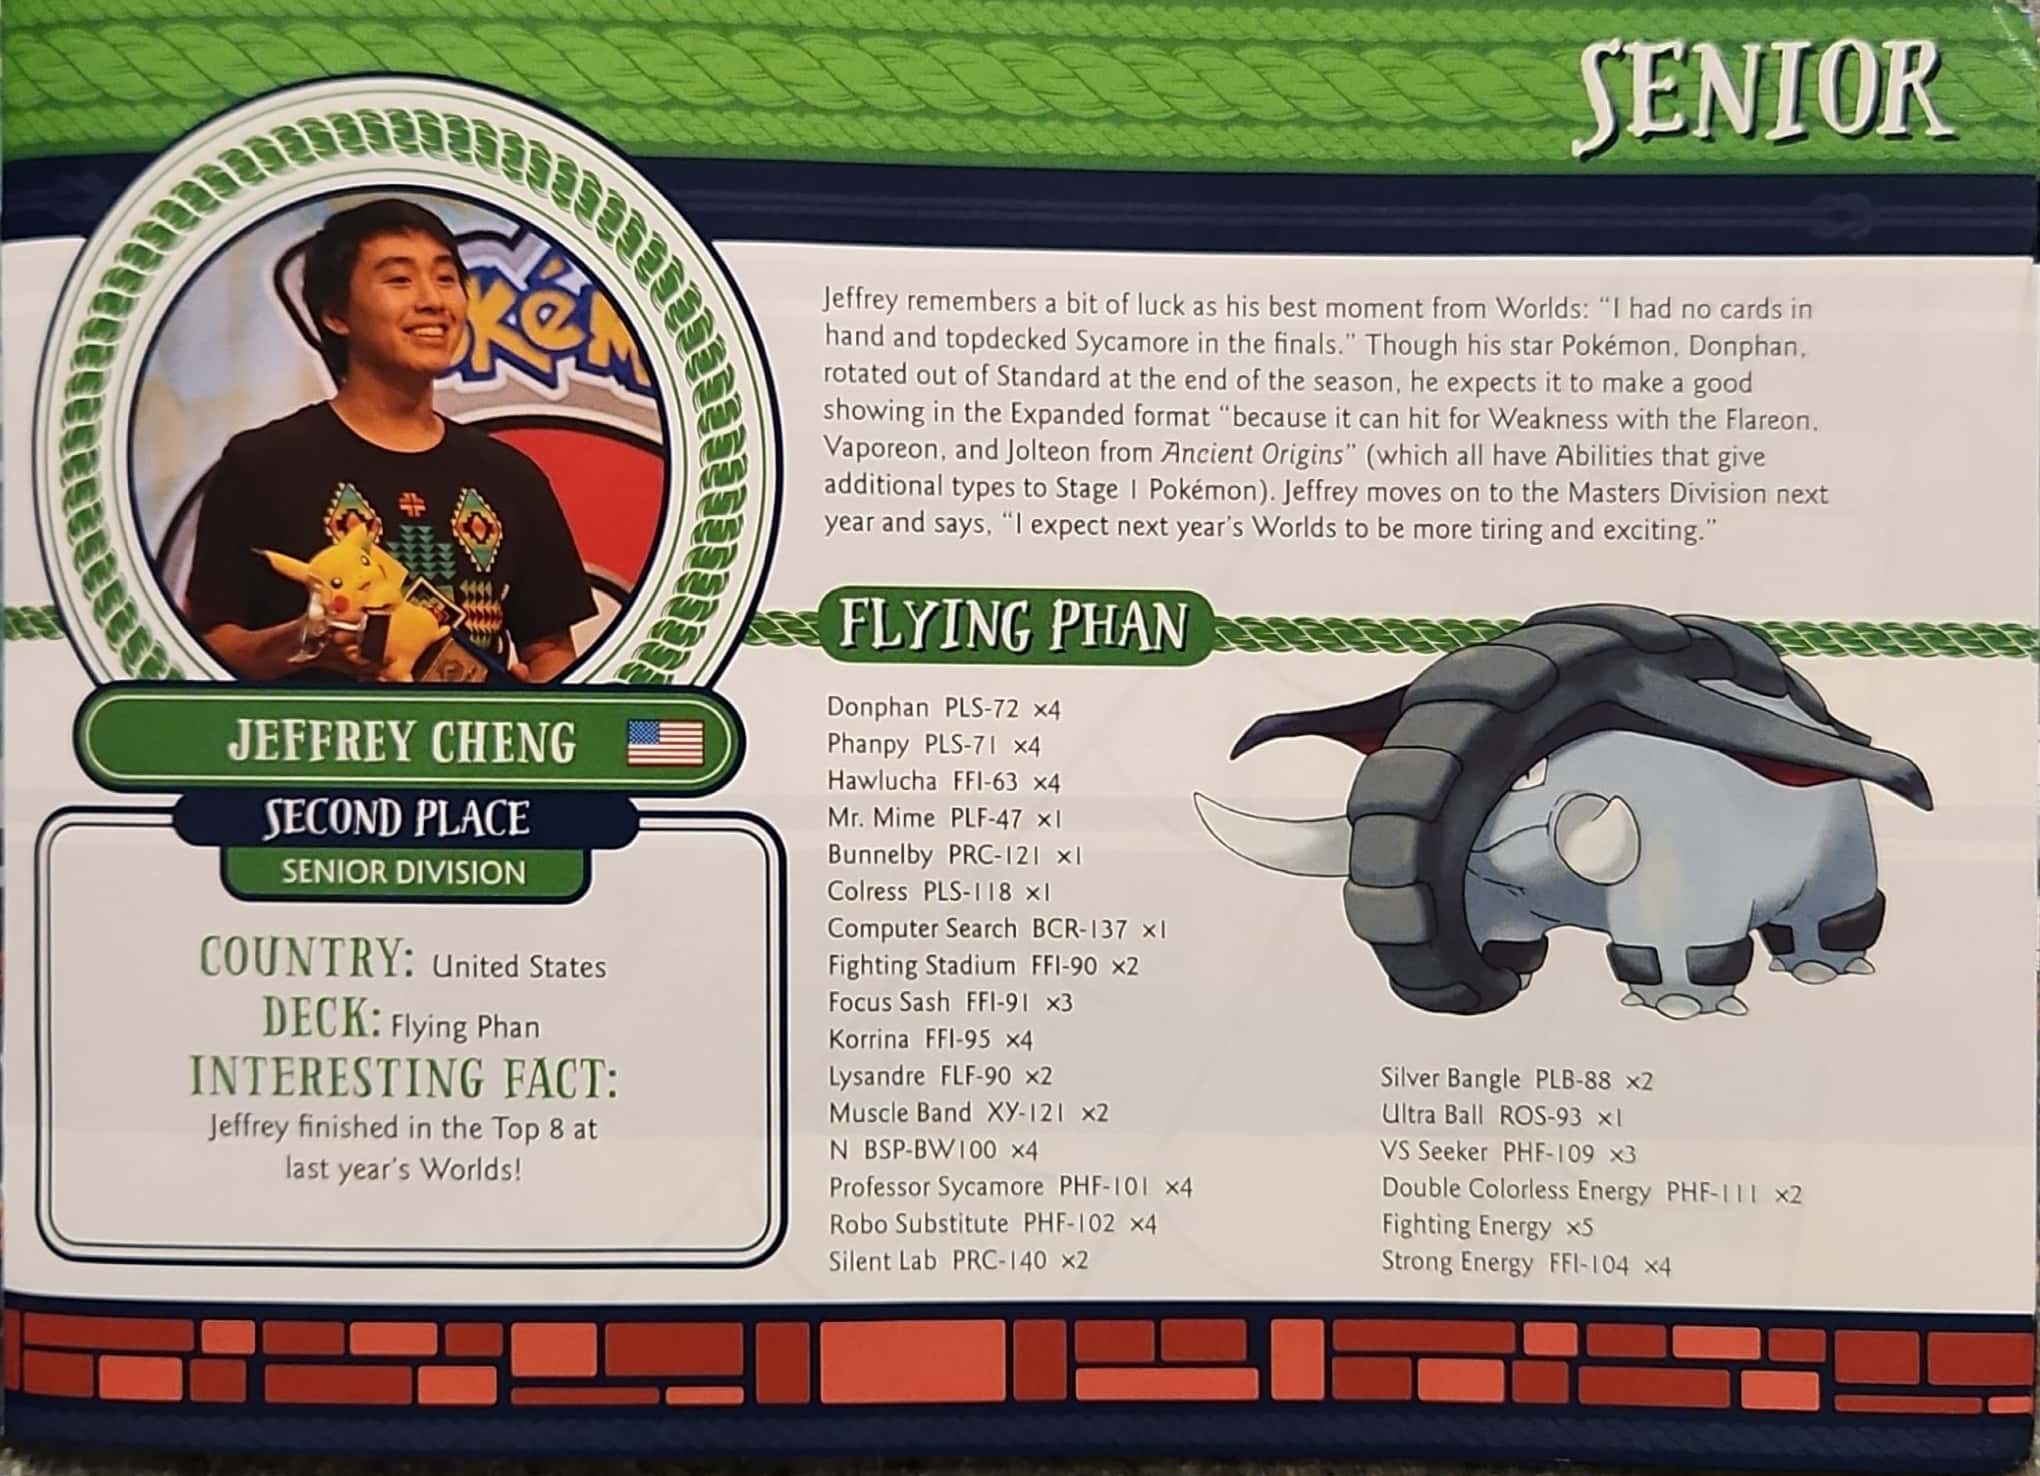 SENIOR
Pokém
Jeffrey remembers a bit of luck as his best moment from Worlds: “I had no cards in
hand and topdecked Sycamore in the finals.” Though his star Pokémon, Donphan,
rotated out of Standard at the end of the season, he expects it to make a good
showing in the Expanded format “because it can hit for Weakness with the Flareon,
Vaporeon, and Jolteon from Ancient Origins” (which all have Abilities that give
additional types to Stage 1 Pokémon). Jeffrey moves on to the Masters Division next
year and says, “I expect next year’s Worlds to be more tiring and exciting.”
JEFFREY CHENG
SECOND PLACE
SENIOR DIVISION
COUNTRY: United States
DECK: Flying Phan
INTERESTING FACT:
Jeffrey finished in the Top 8 at
last year’s Worlds!
FLYING PHAN
Donphan PLS-72 ×4
Phanpy PLS-71 ×4
Hawlucha FFI-63 ×4
Mr. Mime PLF-47 ×1
Bunnelby PRC-121 ×1
Colress PLS-118 ×1
Computer Search BCR-137 ×1
Fighting Stadium FFI-90 ×2
Focus Sash FFI-91 ×3
Korrina FFI-95 ×4
Lysandre FLF-90 ×2
Muscle Band XY-121 ×2
N BSP-BW100 ×4
Professor Sycamore PHF-101 ×4
Robo Substitute PHF-102 ×4
Silent Lab PRC-140 ×2
Silver Bangle PLB-88 ×2
Ultra Ball ROS-93 ×1
VS Seeker PHF-109 ×3
Double Colorless Energy PHF-111 ×2
Fighting Energy ×5
Strong Energy FFI-104 ×4